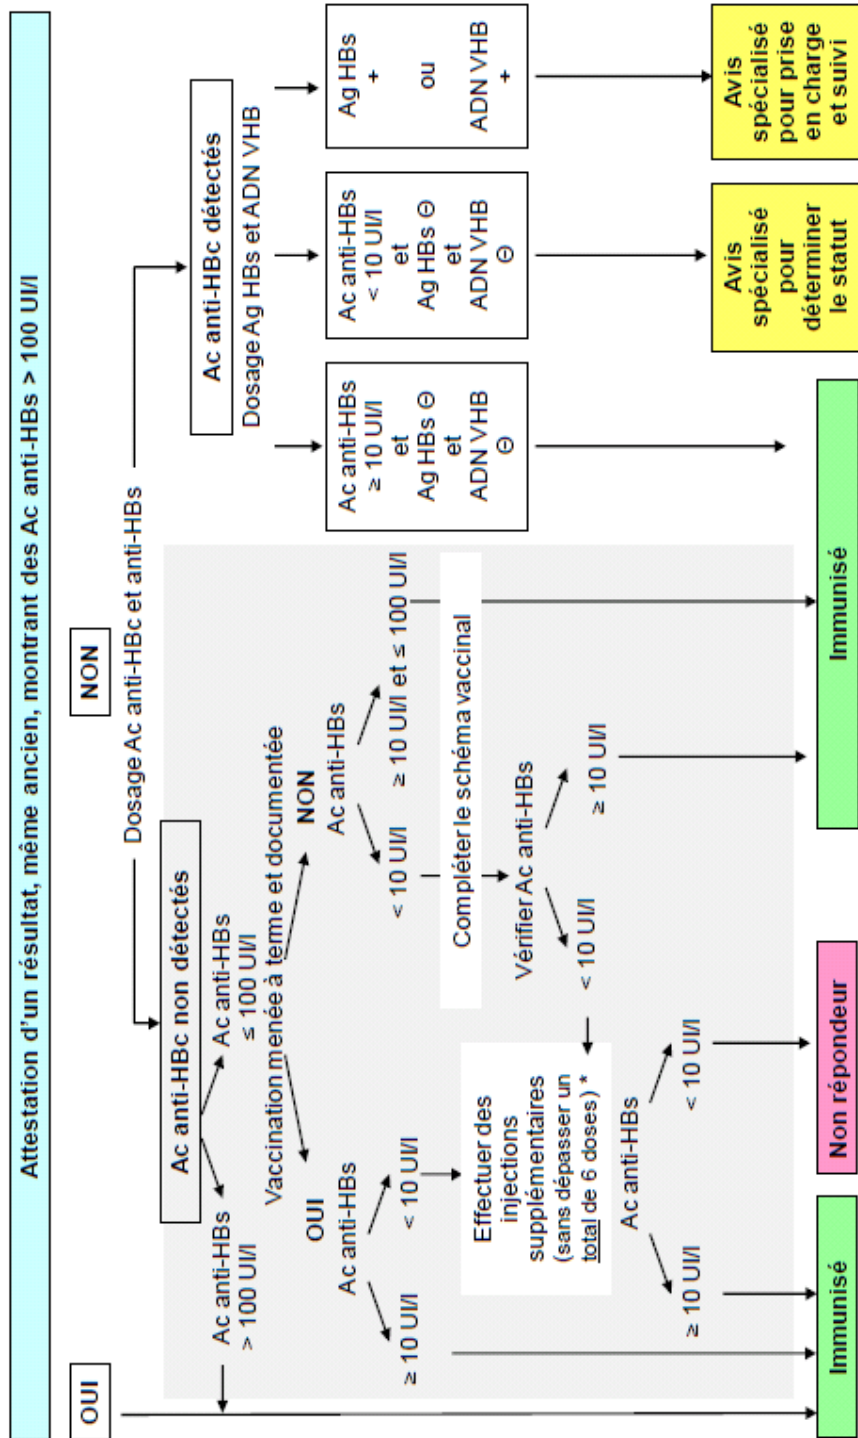 Attestation d'un résultat, même ancien, montrant des Ac anti-HBs > 100 UI/l
OUI
NON
Dosage Ac anti-HBc et anti-HBs
Ac anti-HBc non détectés
Ac anti-HBc détectés
Dosage Ag HBs et ADN VHB
Ac anti-HBs
> 100 UI/l
Ac anti-HBs
≤ 100 UI/l
Vaccination menée à terme et documentée
OUI
Ac anti-HBs
NON
Ac anti-HBs
≥ 10 UI/l
< 10 UI/l
< 10 UI/l
≥ 10 UI/l et ≤ 100 UI/l
Ac anti-HBs
≥ 10 UI/l
et
Ag HBs Θ
et
ADN VHB
Θ
Ac anti-HBs
< 10 UI/l
et
Ag HBs Θ
et
ADN VHB
Θ
Ag HBs
+
ou
ADN VHB
+
Compléter le schéma vaccinal
Vérifier Ac anti-HBs
< 10 UI/l
≥ 10 UI/l
Effectuer des
injections
supplémentaires
(sans dépasser un
total de 6 doses) *
Ac anti-HBs
≥ 10 UI/l
< 10 UI/l
Immunisé
Non répondeur
Immunisé
Avis
spécialisé
pour
déterminer
le statut
Avis
spécialisé
pour prise
en charge
et suivi